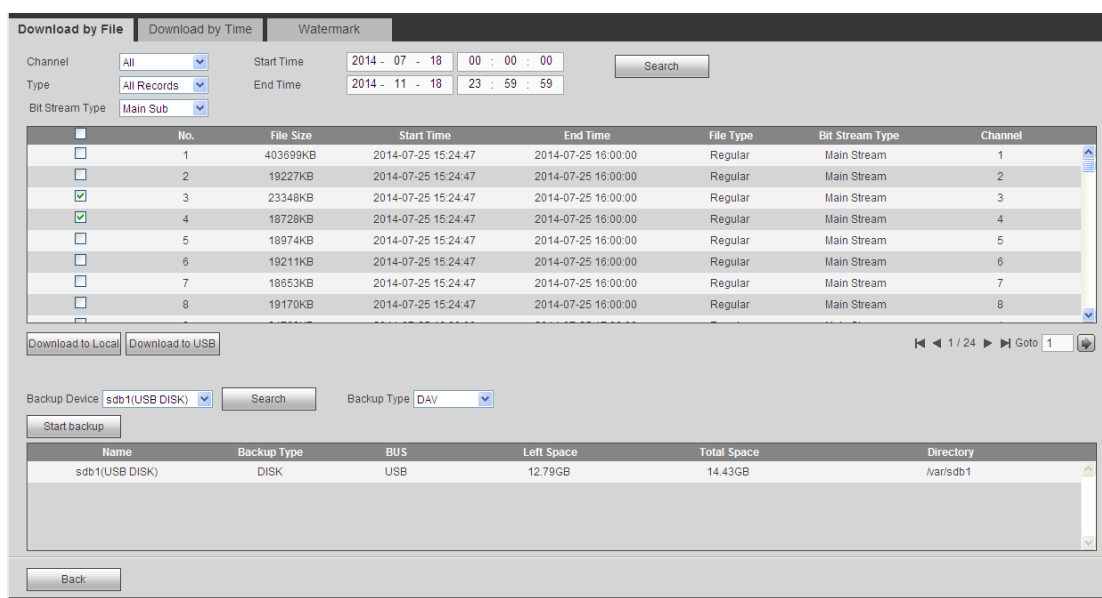 Download by File Download by Time Watermark
Channel All Start Time 2014 - 07 - 18 00 : 00 : 00 Search
Type All Records End Time 2014 - 11 - 18 23 : 59 : 59
Bit Stream Type Main Sub
No. File Size Start Time End Time File Type Bit Stream Type Channel
1 403699KB 2014-07-25 15:24:47 2014-07-25 16:00:00 Regular Main Stream 1
2 19227KB 2014-07-25 15:24:47 2014-07-25 16:00:00 Regular Main Stream 2
3 23348KB 2014-07-25 15:24:47 2014-07-25 16:00:00 Regular Main Stream 3
4 18728KB 2014-07-25 15:24:47 2014-07-25 16:00:00 Regular Main Stream 4
5 18974KB 2014-07-25 15:24:47 2014-07-25 16:00:00 Regular Main Stream 5
6 19211KB 2014-07-25 15:24:47 2014-07-25 16:00:00 Regular Main Stream 6
7 18653KB 2014-07-25 15:24:47 2014-07-25 16:00:00 Regular Main Stream 7
8 19170KB 2014-07-25 15:24:47 2014-07-25 16:00:00 Regular Main Stream 8
Download to Local Download to USB 1 / 24 Goto 1
Backup Device sdb1(USB DISK) Search Backup Type DAV
Start backup
Name Backup Type BUS Left Space Total Space Directory
sdb1(USB DISK) DISK USB 12.79GB 14.43GB /var/sdb1
Back